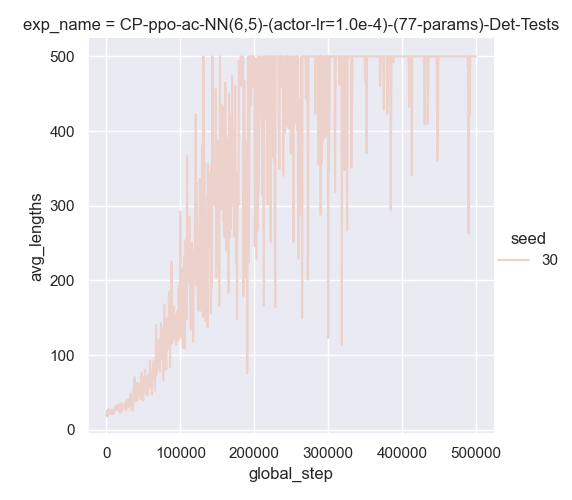 exp_name = CP-ppo-ac-NN(6,5)-(actor-lr=1.0e-4)-(77-params)-Det-Tests
500
400
300
200
100
0
avg_lengths
0 100000 200000 300000 400000 500000
global_step
seed
30